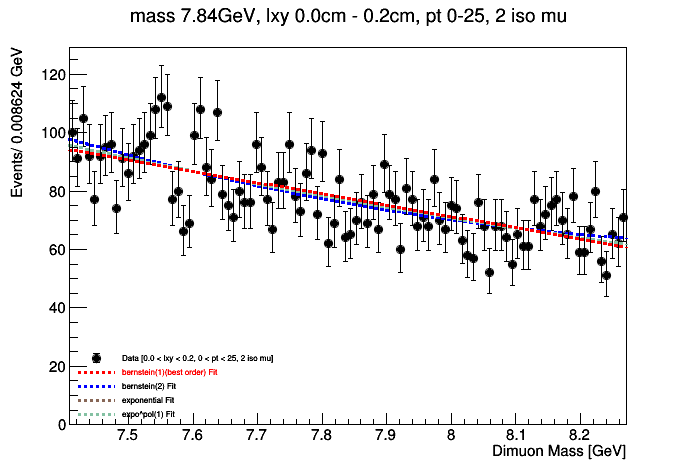 mass 7.84GeV, lxy 0.0cm - 0.2cm, pt 0-25, 2 iso mu
Events/ 0.008624 GeV
120
100
80
60
40
20
0
Data [0.0 < lxy < 0.2, 0 < pt < 25, 2 iso mu]
bernstein(1)(best order) Fit
bernstein(2) Fit
exponential Fit
expo*pol(1) Fit
7.5 7.6 7.7 7.8 7.9 8 8.1 8.2
Dimuon Mass [GeV]